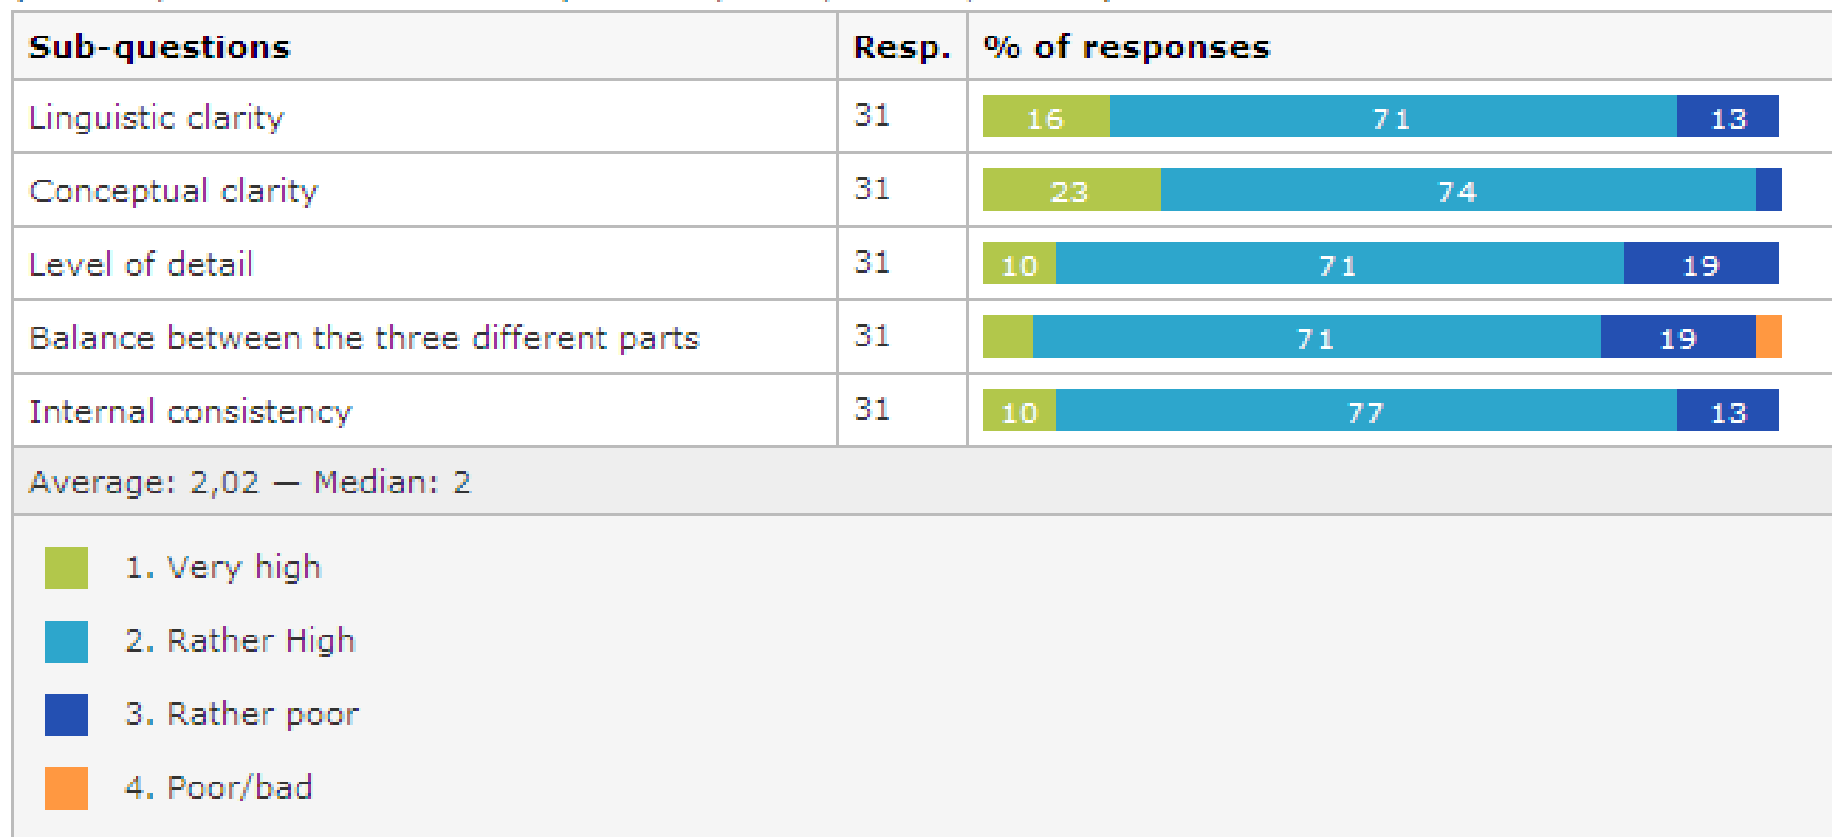 Sub-questions Resp. % of responses
Linguistic clarity 31 16 71 13
Conceptual clarity 31 23 74
Level of detail 31 10 71 19
Balance between the three different parts 31 71 19
Internal consistency 31 10 77 13
Average: 2,02 — Median: 2
1. Very high
2. Rather High
3. Rather poor
4. Poor/bad